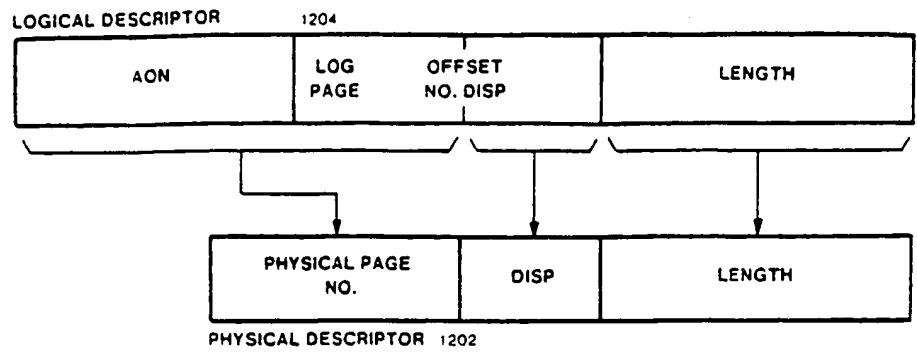 LOGICAL DESCRIPTOR 1204
AON
LOG
PAGE
OFFSET
NO. DISP
LENGTH
PHYSICAL PAGE
NO.
DISP
LENGTH
PHYSICAL DESCRIPTOR 1202